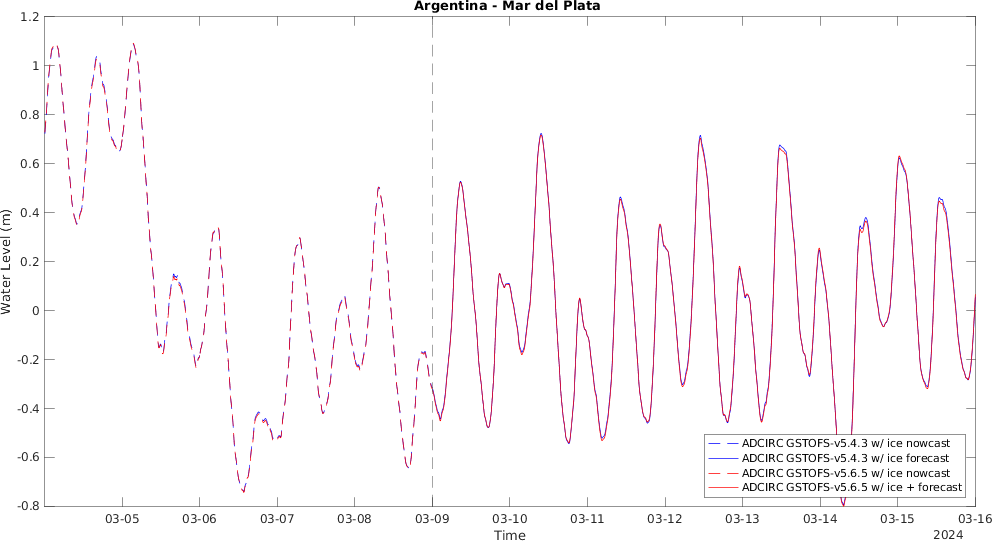 Argentina - Mar del Plata
1.2
1
0.8
0.6
0.4
0.2
0
-0.2
-0.4
-0.6
-0.8
Water Level (m)
ADCIRC GSTOFS-v5.4.3 w/ ice nowcast
ADCIRC GSTOFS-v5.4.3 w/ ice forecast
ADCIRC GSTOFS-v5.6.5 w/ ice nowcast
ADCIRC GSTOFS-v5.6.5 w/ ice + forecast
03-05 03-06 03-07 03-08 03-09 03-10 03-11 03-12 03-13 03-14 03-15 03-16
Time
2024